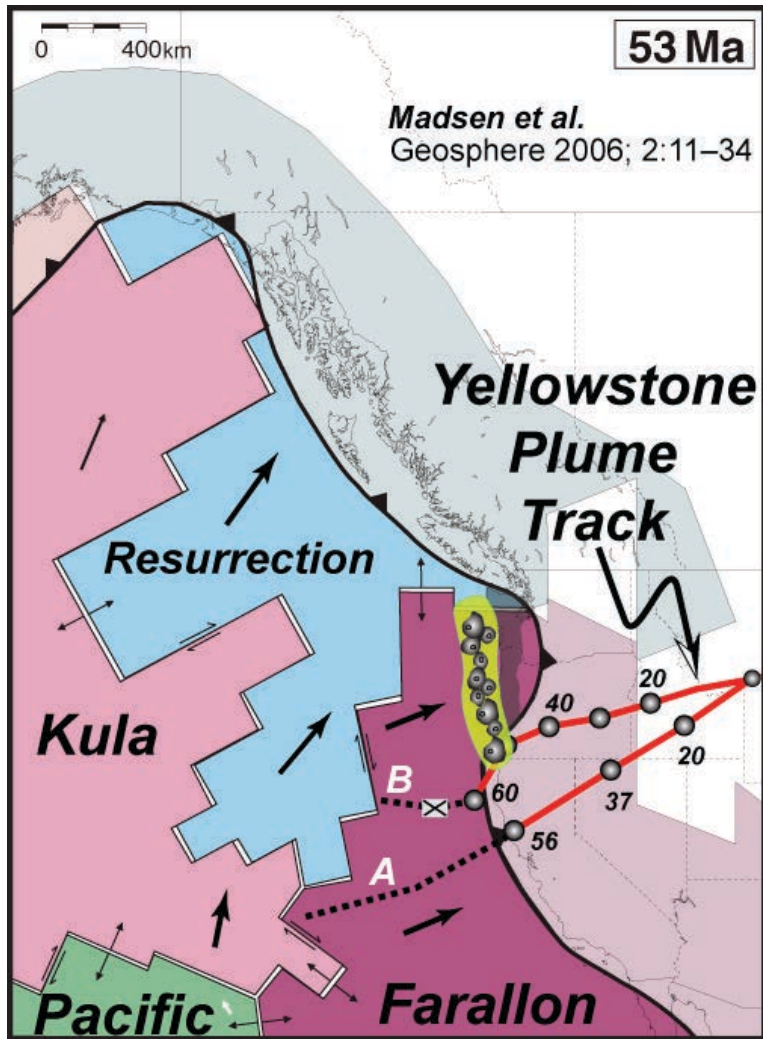 0 400km
53 Ma
Madsen et al.
Geosphere 2006; 2:11–34
Yellowstone
Plume
Track
Resurrection
Kula
40
20
20
B
60
37
56
A
Pacific
Farallon